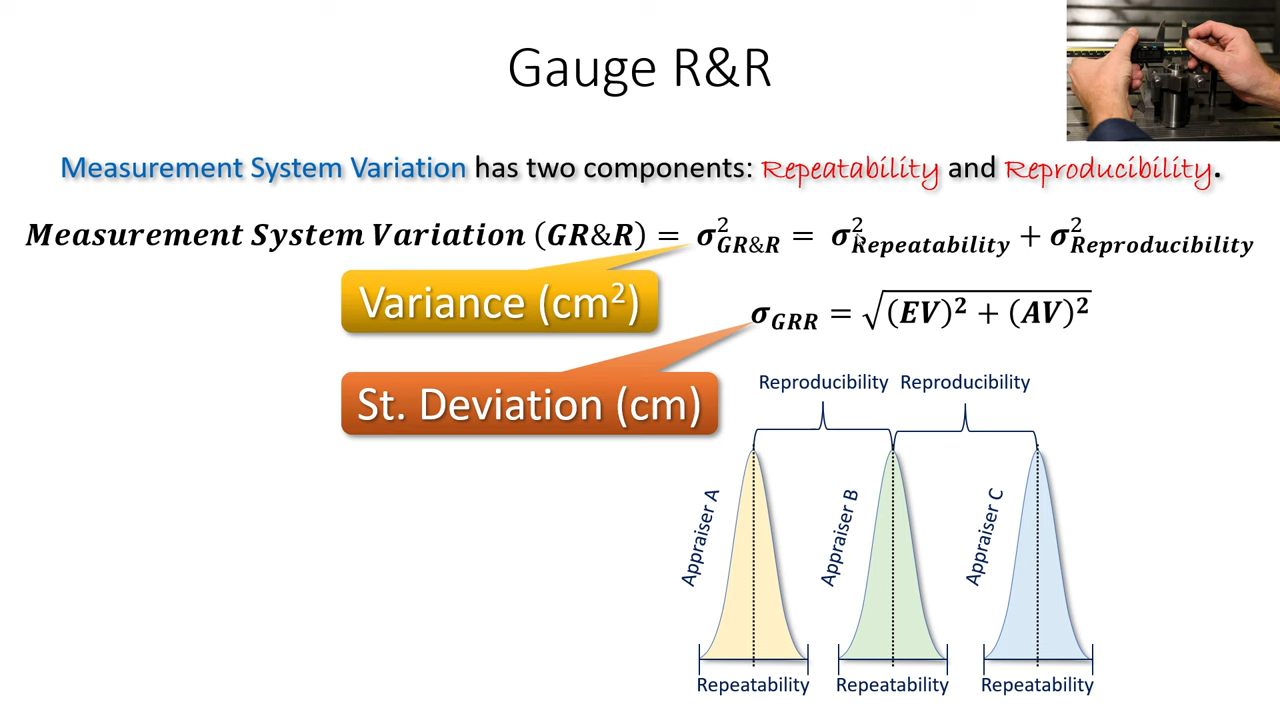 Gauge R&R
Measurement System Variation has two components: Repeatability and Reproducibility.
Measurement System Variation (GR&R) = σ²GR&R = σ²Repeatability + σ²Reproducibility
Variance (cm²)
σGRR = √(EV)² + (AV)²
St. Deviation (cm)
Reproducibility Reproducibility
Appraiser A
Appraiser B
Appraiser C
Repeatability Repeatability Repeatability